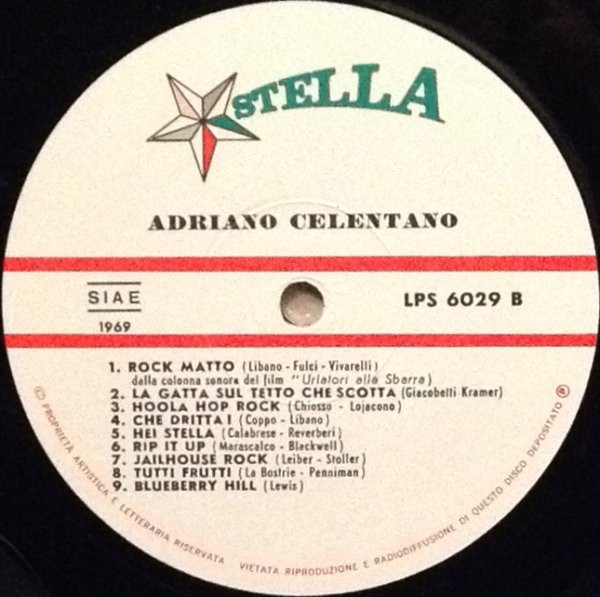 STELLA
ADRIANO CELENTANO
SIAE
1969
LPS 6029 B
1. ROCK MATTO (Libano - Fulci - Vivarelli)
dalla colonna sonora del film "Urlatori alla Sbarra)
2. LA GATTA SUL TETTO CHE SCOTTA (Giacobetti Kramer)
3. HOOLA HOP ROCK (Chiosso - Lojacono)
4. CHE DRITTA! (Coppo - Libano)
5. HEI STELLA (Calabrese - Reverberi)
6. RIP IT UP (Marascalco - Blackwell)
7. JAILHOUSE ROCK (Leiber - Stoller)
8. TUTTI FRUTTI (La Bostrie - Penniman)
9. BLUEBERRY HILL (Lewis)
(C) PROPRIETÀ ARTISTICA E LETTERARIA RISERVATA VIETATA RIPRODUZIONE E RADIODIFFUSIONE DI QUESTO DISCO DEPOSITATO ℗